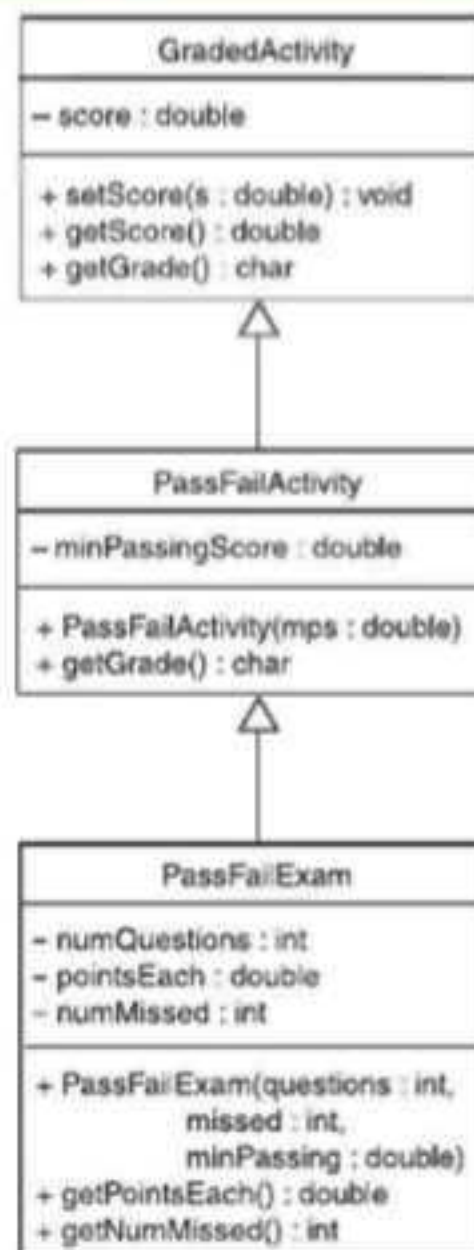 GradedActivity
– score : double
+ setScore(s : double) : void
+ getScore() : double
+ getGrade() : char
PassFailActivity
– minPassingScore : double
+ PassFailActivity(mps : double)
+ getGrade() : char
PassFailExam
– numQuestions : int
– pointsEach : double
– numMissed : int
+ PassFailExam(questions : int,
missed : int,
minPassing : double)
+ getPointsEach() : double
+ getNumMissed() : int